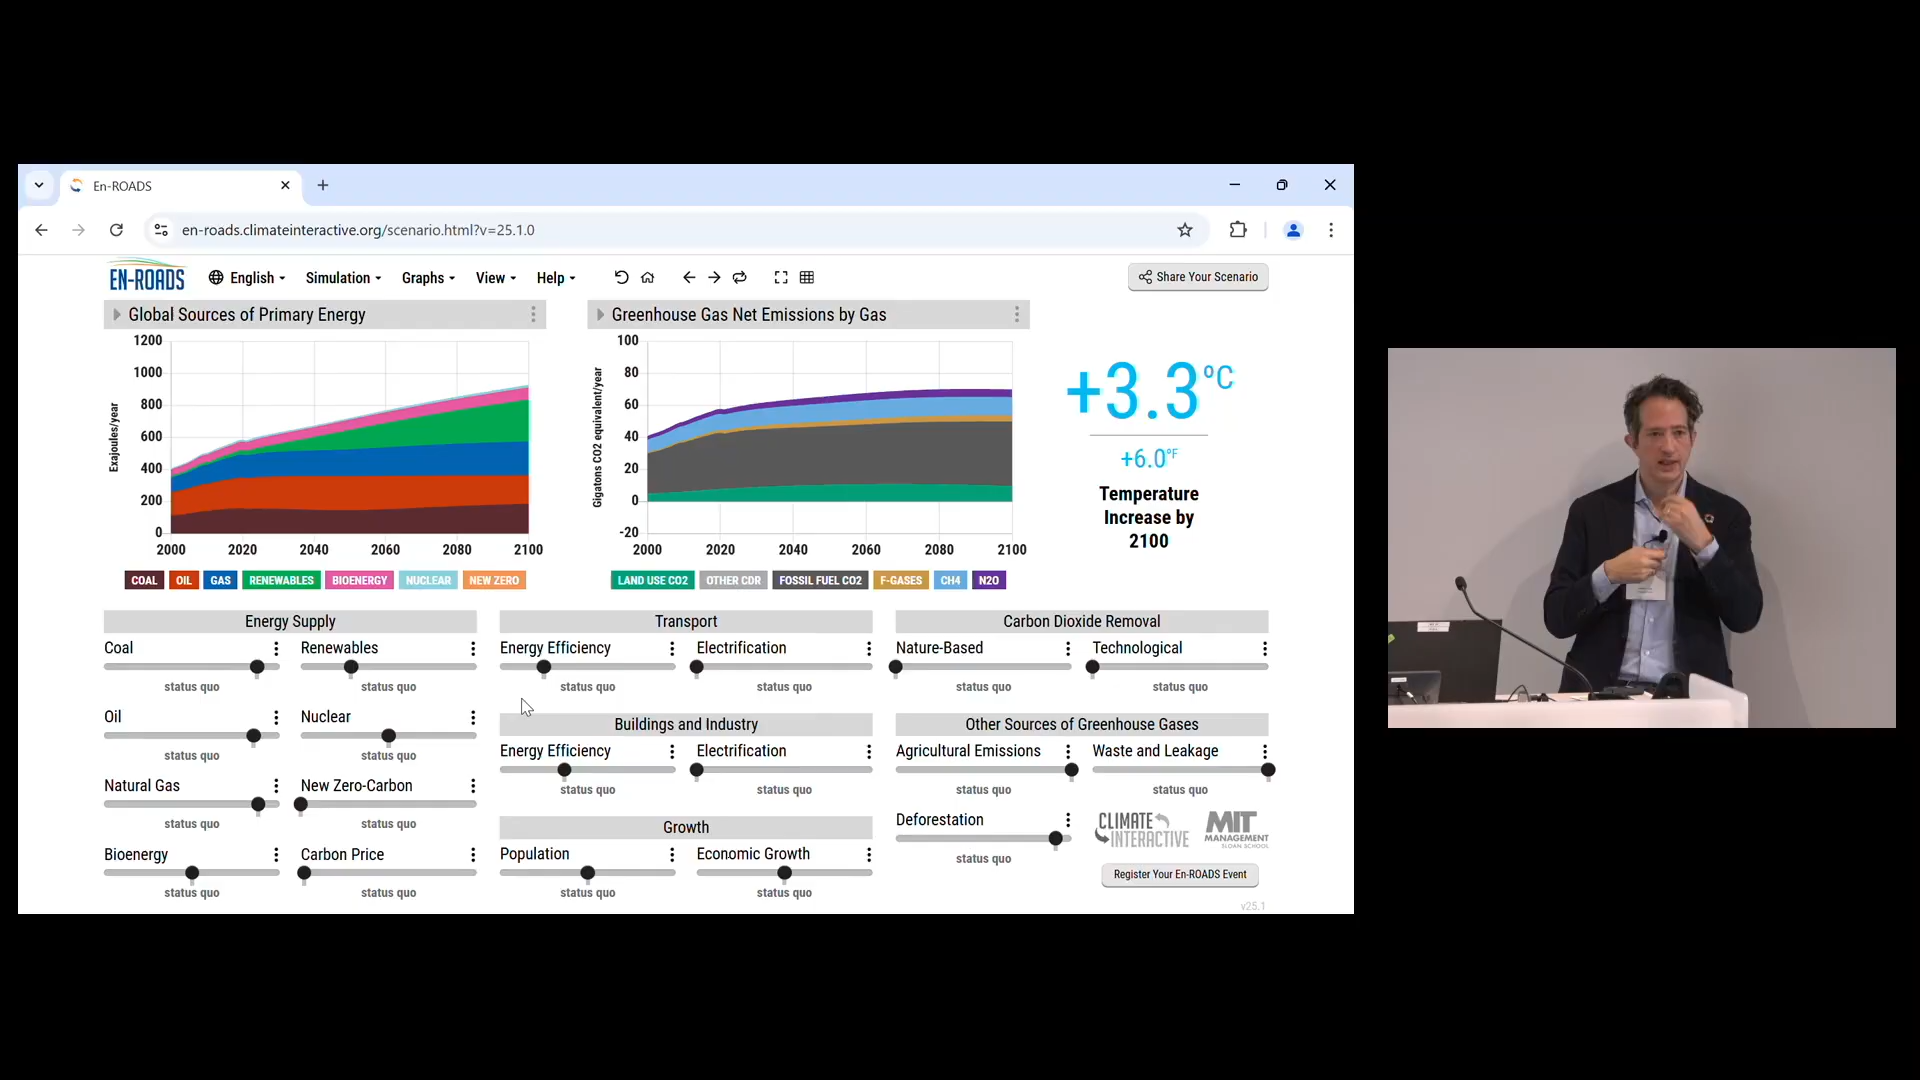 En-ROADS
en-roads.climateinteractive.org/scenario.html?v=25.1.0
EN-ROADS
English
Simulation
Graphs
View
Help
Share Your Scenario
Global Sources of Primary Energy
1200
1000
800
600
400
200
0
Exajoules/year
2000 2020 2040 2060 2080 2100
COAL OIL GAS RENEWABLES BIOENERGY NUCLEAR NEW ZERO
Greenhouse Gas Net Emissions by Gas
100
80
60
40
20
0
-20
Gigatons CO2 equivalent/year
2000 2020 2040 2060 2080 2100
LAND USE CO2 OTHER CDR FOSSIL FUEL CO2 F-GASES CH4 N2O
+3.3°C
+6.0°F
Temperature
Increase by
2100
Energy Supply
Coal
status quo
Renewables
status quo
Oil
status quo
Nuclear
status quo
Natural Gas
status quo
New Zero-Carbon
status quo
Bioenergy
status quo
Carbon Price
status quo
Transport
Energy Efficiency
status quo
Electrification
status quo
Buildings and Industry
Energy Efficiency
status quo
Electrification
status quo
Growth
Population
status quo
Economic Growth
status quo
Carbon Dioxide Removal
Nature-Based
status quo
Technological
status quo
Other Sources of Greenhouse Gases
Agricultural Emissions
status quo
Waste and Leakage
status quo
Deforestation
status quo
CLIMATE
INTERACTIVE
MIT
MANAGEMENT
SLOAN SCHOOL
Register Your En-ROADS Event
v25.1